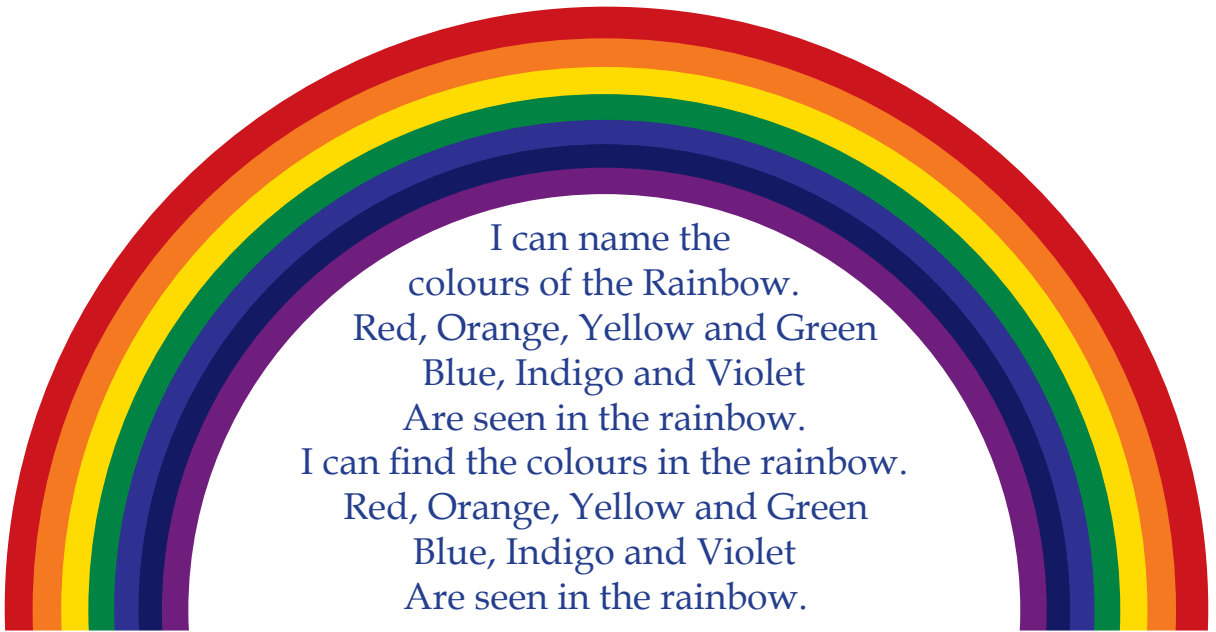 I can name the
colours of the Rainbow.
Red, Orange, Yellow and Green
Blue, Indigo and Violet
Are seen in the rainbow.
I can find the colours in the rainbow.
Red, Orange, Yellow and Green
Blue, Indigo and Violet
Are seen in the rainbow.